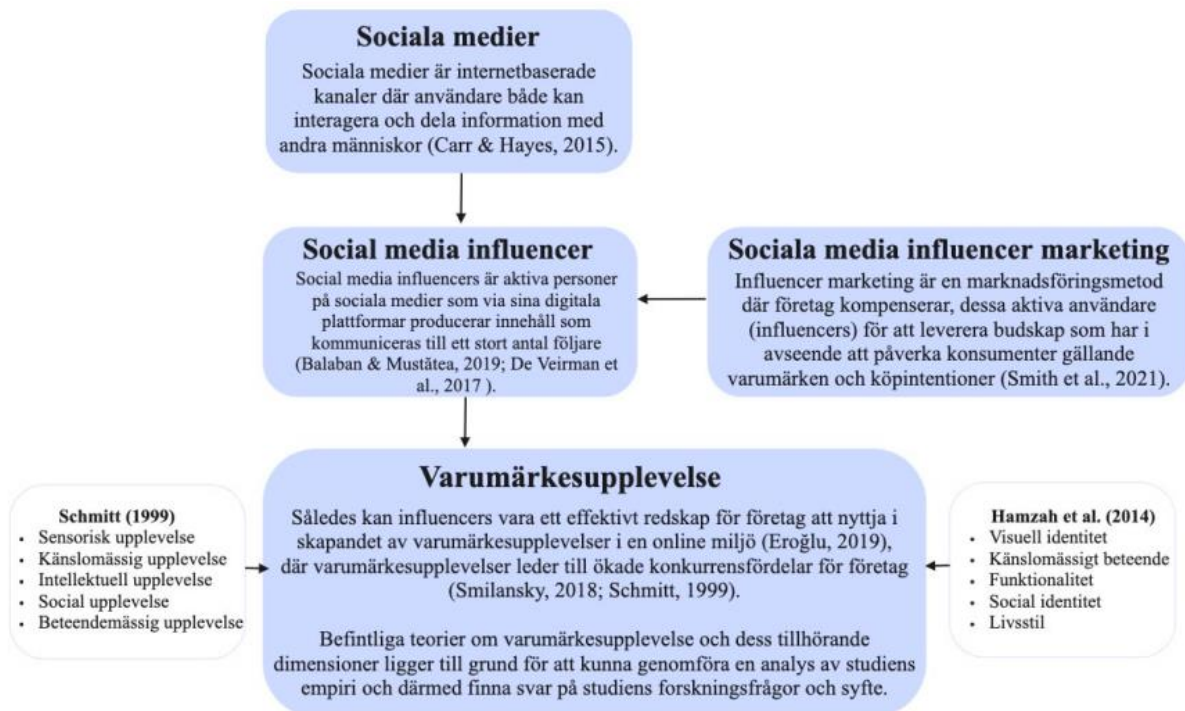 Sociala medier
Sociala medier är internetbaserade
kanaler där användare både kan
interagera och dela information med
andra människor (Carr & Hayes, 2015).
Social media influencer
Social media influencers är aktiva personer
på sociala medier som via sina digitala
plattformar producerar innehåll som
kommuniceras till ett stort antal följare
(Balaban & Mustătea, 2019; De Veirman et
al., 2017 ).
Sociala media influencer marketing
Influencer marketing är en marknadsföringsmetod
där företag kompenserar, dessa aktiva användare
(influencers) för att leverera budskap som har i
avseende att påverka konsumenter gällande
varumärken och köpintentioner (Smith et al., 2021).
Varumärkesupplevelse
Således kan influencers vara ett effektivt redskap för företag att nyttja i
skapandet av varumärkesupplevelser i en online miljö (Eroğlu, 2019),
där varumärkesupplevelser leder till ökade konkurrensfördelar för företag
(Smilansky, 2018; Schmitt, 1999).
Befintliga teorier om varumärkesupplevelse och dess tillhörande
dimensioner ligger till grund för att kunna genomföra en analys av studiens
empiri och därmed finna svar på studiens forskningsfrågor och syfte.
Schmitt (1999)
• Sensorisk upplevelse
• Känslomässig upplevelse
• Intellektuell upplevelse
• Social upplevelse
• Beteendemässig upplevelse
Hamzah et al. (2014)
• Visuell identitet
• Känslomässigt beteende
• Funktionalitet
• Social identitet
• Livsstil